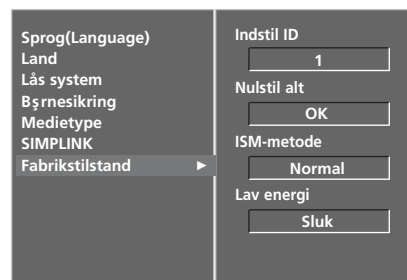 Sprog(Language)
Land
Lås system
Bşrnesikring
Medietype
SIMPLINK
Fabrikstilstand ►
Indstil ID
1
Nulstil alt
OK
ISM-metode
Normal
Lav energi
Sluk